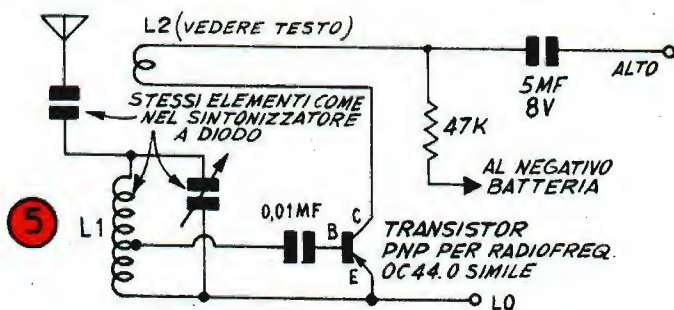 L2 (VEDERE TESTO)
5MF
8V
ALTO
STESSI ELEMENTI COME
NEL SINTONIZZATORE
A DIODO
47K
AL NEGATIVO
BATTERIA
5
L1
0,01MF
B
C
E
TRANSISTOR
PNP PER RADIOFREQ.
OC44.O SIMILE
LO